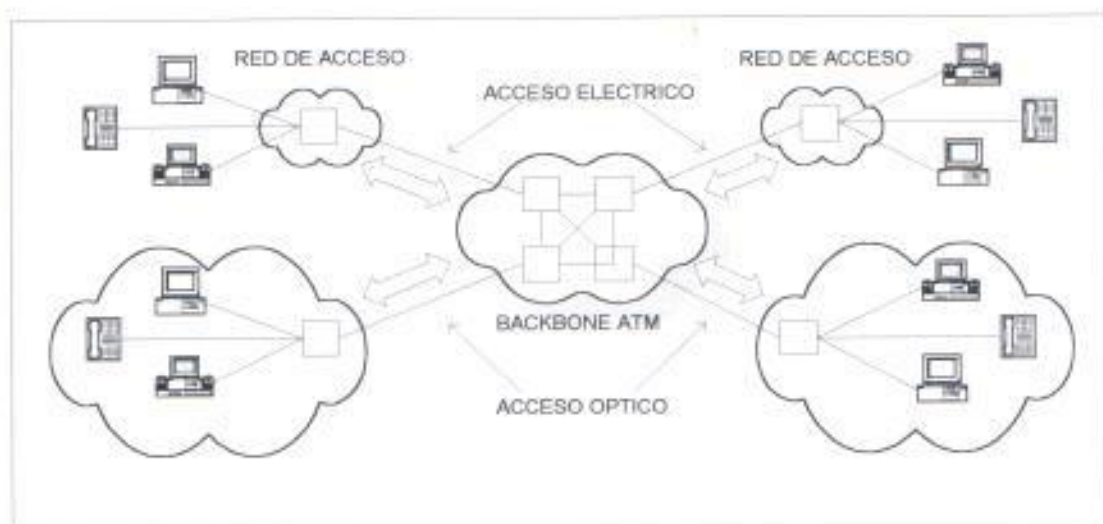 RED DE ACCESO
RED DE ACCESO
ACCESO ELECTRICO
BACKBONE ATM
ACCESO OPTICO